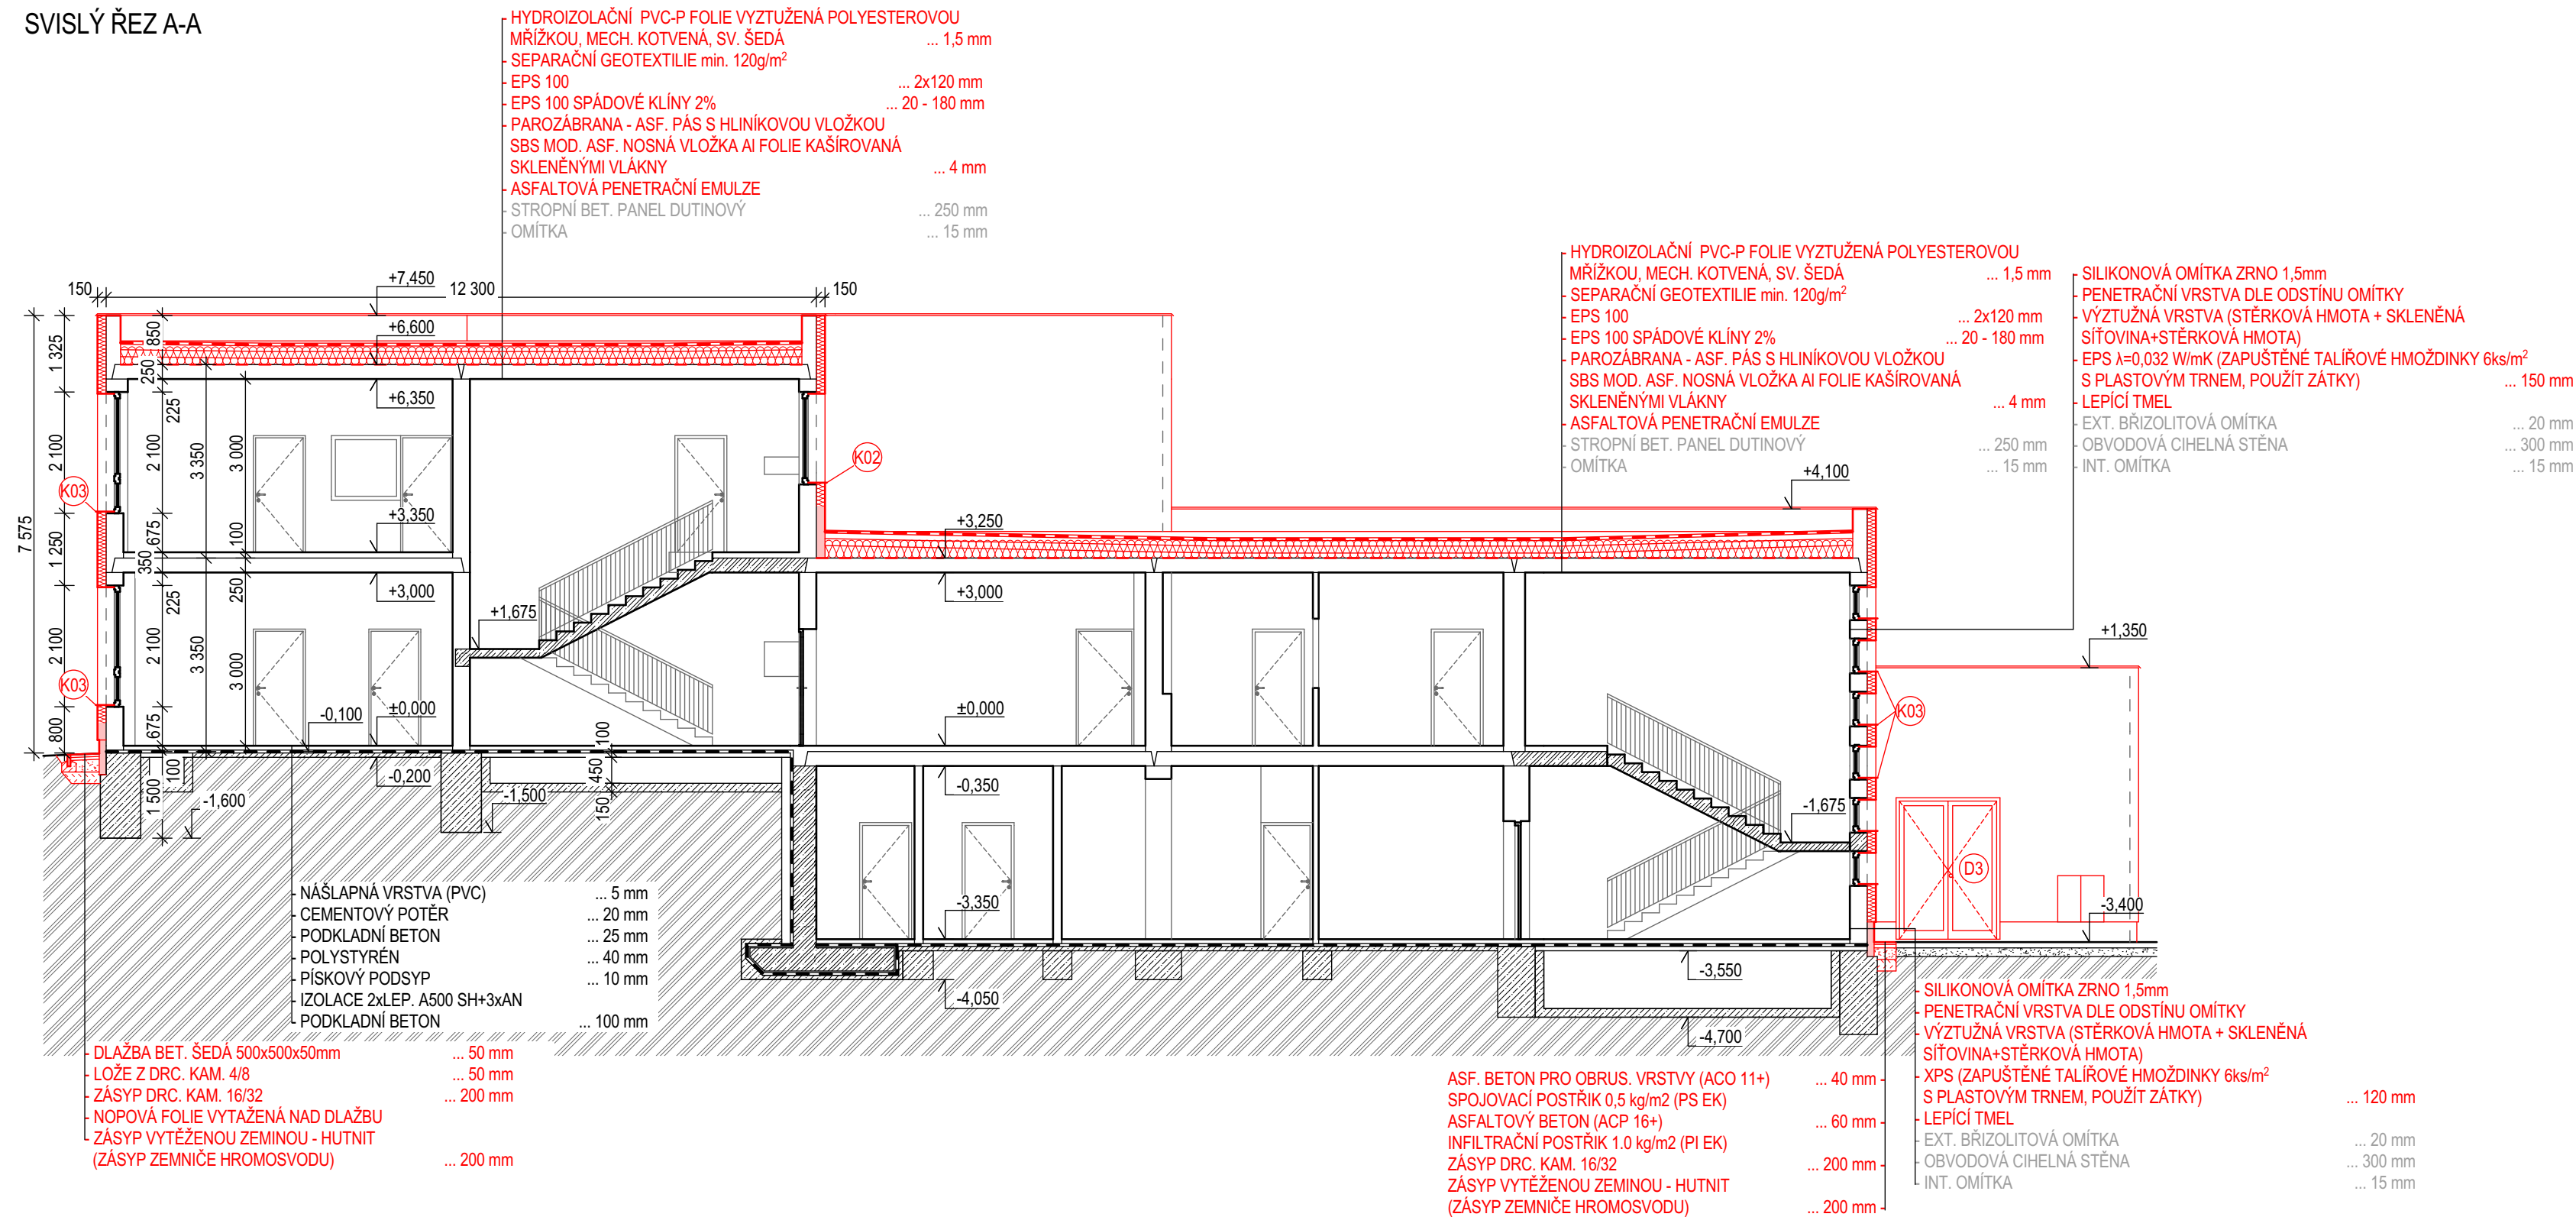 SVISLÝ ŘEZ A-A
- HYDROIZOLAČNÍ PVC-P FOLIE VYZTUŽENÁ POLYESTEROVOU
MŘÍŽKOU, MECH. KOTVENÁ, SV. ŠEDÁ ... 1,5 mm
- SEPARAČNÍ GEOTEXTILIE min. 120g/m²
- EPS 100 ... 2x120 mm
- EPS 100 SPÁDOVÉ KLÍNY 2% ... 20 - 180 mm
- PAROZÁBRANA - ASF. PÁS S HLINÍKOVOU VLOŽKOU
SBS MOD. ASF. NOSNÁ VLOŽKA Al FOLIE KAŠÍROVANÁ
SKLENĚNÝMI VLÁKNY ... 4 mm
- ASFALTOVÁ PENETRAČNÍ EMULZE
- STROPNÍ BET. PANEL DUTINOVÝ ... 250 mm
- OMÍTKA ... 15 mm
- HYDROIZOLAČNÍ PVC-P FOLIE VYZTUŽENÁ POLYESTEROVOU
MŘÍŽKOU, MECH. KOTVENÁ, SV. ŠEDÁ ... 1,5 mm
- SEPARAČNÍ GEOTEXTILIE min. 120g/m²
- EPS 100 ... 2x120 mm
- EPS 100 SPÁDOVÉ KLÍNY 2% ... 20 - 180 mm
- PAROZÁBRANA - ASF. PÁS S HLINÍKOVOU VLOŽKOU
SBS MOD. ASF. NOSNÁ VLOŽKA Al FOLIE KAŠÍROVANÁ
SKLENĚNÝMI VLÁKNY ... 4 mm
- ASFALTOVÁ PENETRAČNÍ EMULZE
- STROPNÍ BET. PANEL DUTINOVÝ ... 250 mm
- OMÍTKA ... 15 mm
- SILIKONOVÁ OMÍTKA ZRNO 1,5mm
- PENETRAČNÍ VRSTVA DLE ODSTÍNU OMÍTKY
- VÝZTUŽNÁ VRSTVA (STĚRKOVÁ HMOTA + SKLENĚNÁ
SÍŤOVINA+STĚRKOVÁ HMOTA)
- EPS λ=0,032 W/mK (ZAPUŠTĚNÉ TALÍŘOVÉ HMOŽDINKY 6ks/m²
S PLASTOVÝM TRNEM, POUŽÍT ZÁTKY) ... 150 mm
- LEPÍCÍ TMEL
- EXT. BŘIZOLITOVÁ OMÍTKA ... 20 mm
- OBVODOVÁ CIHELNÁ STĚNA ... 300 mm
- INT. OMÍTKA ... 15 mm
150
12 300
150
+7,450
+6,600
+6,350
+3,350
+3,000
±0,000
-0,100
-0,200
-1,600
-1,500
+1,675
7 575
1 325
2 100
1 250
2 100
800
850
250
225
2 100
675
350
225
2 100
675
100
1 500
3 350
3 350
3 000
100
250
3 000
100
450
150
K03
K03
K02
+3,250
+3,000
±0,000
-0,350
-3,350
-4,050
+4,100
+1,350
-1,675
-3,400
-3,550
-4,700
K03
D3
- NÁŠLAPNÁ VRSTVA (PVC) ... 5 mm
- CEMENTOVÝ POTĚR ... 20 mm
- PODKLADNÍ BETON ... 25 mm
- POLYSTYRÉN ... 40 mm
- PÍSKOVÝ PODSYP ... 10 mm
- IZOLACE 2xLEP. A500 SH+3xAN
- PODKLADNÍ BETON ... 100 mm
- DLAŽBA BET. ŠEDÁ 500x500x50mm ... 50 mm
- LOŽE Z DRC. KAM. 4/8 ... 50 mm
- ZÁSYP DRC. KAM. 16/32 ... 200 mm
- NOPOVÁ FOLIE VYTAŽENÁ NAD DLAŽBU
- ZÁSYP VYTĚŽENOU ZEMINOU - HUTNIT
(ZÁSYP ZEMNIČE HROMOSVODU) ... 200 mm
ASF. BETON PRO OBRUS. VRSTVY (ACO 11+) ... 40 mm -
SPOJOVACÍ POSTŘIK 0,5 kg/m2 (PS EK)
ASFALTOVÝ BETON (ACP 16+) ... 60 mm -
INFILTRAČNÍ POSTŘIK 1.0 kg/m2 (PI EK)
ZÁSYP DRC. KAM. 16/32 ... 200 mm -
ZÁSYP VYTĚŽENOU ZEMINOU - HUTNIT
(ZÁSYP ZEMNIČE HROMOSVODU) ... 200 mm -
- SILIKONOVÁ OMÍTKA ZRNO 1,5mm
- PENETRAČNÍ VRSTVA DLE ODSTÍNU OMÍTKY
- VÝZTUŽNÁ VRSTVA (STĚRKOVÁ HMOTA + SKLENĚNÁ
SÍŤOVINA+STĚRKOVÁ HMOTA)
- XPS (ZAPUŠTĚNÉ TALÍŘOVÉ HMOŽDINKY 6ks/m²
S PLASTOVÝM TRNEM, POUŽÍT ZÁTKY) ... 120 mm
- LEPÍCÍ TMEL
- EXT. BŘIZOLITOVÁ OMÍTKA ... 20 mm
- OBVODOVÁ CIHELNÁ STĚNA ... 300 mm
- INT. OMÍTKA ... 15 mm